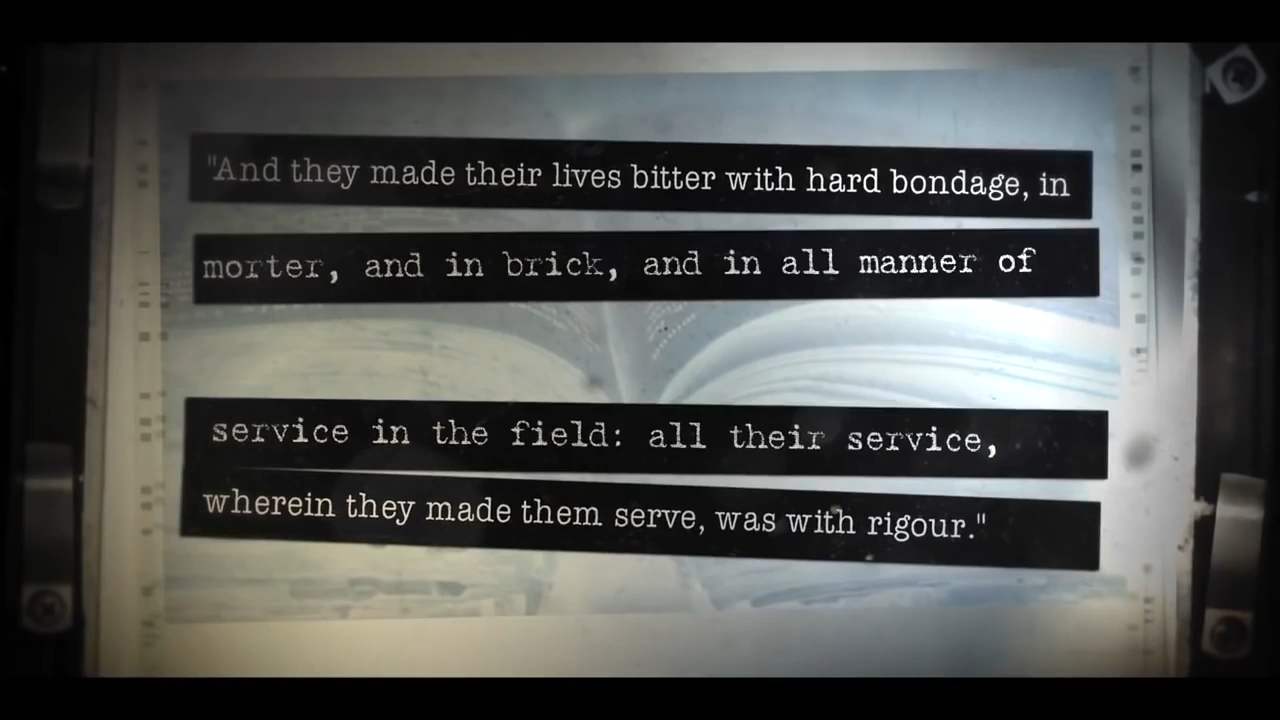 "And they made their lives bitter with hard bondage, in
morter, and in brick, and in all manner of
service in the field: all their service,
wherein they made them serve, was with rigour."